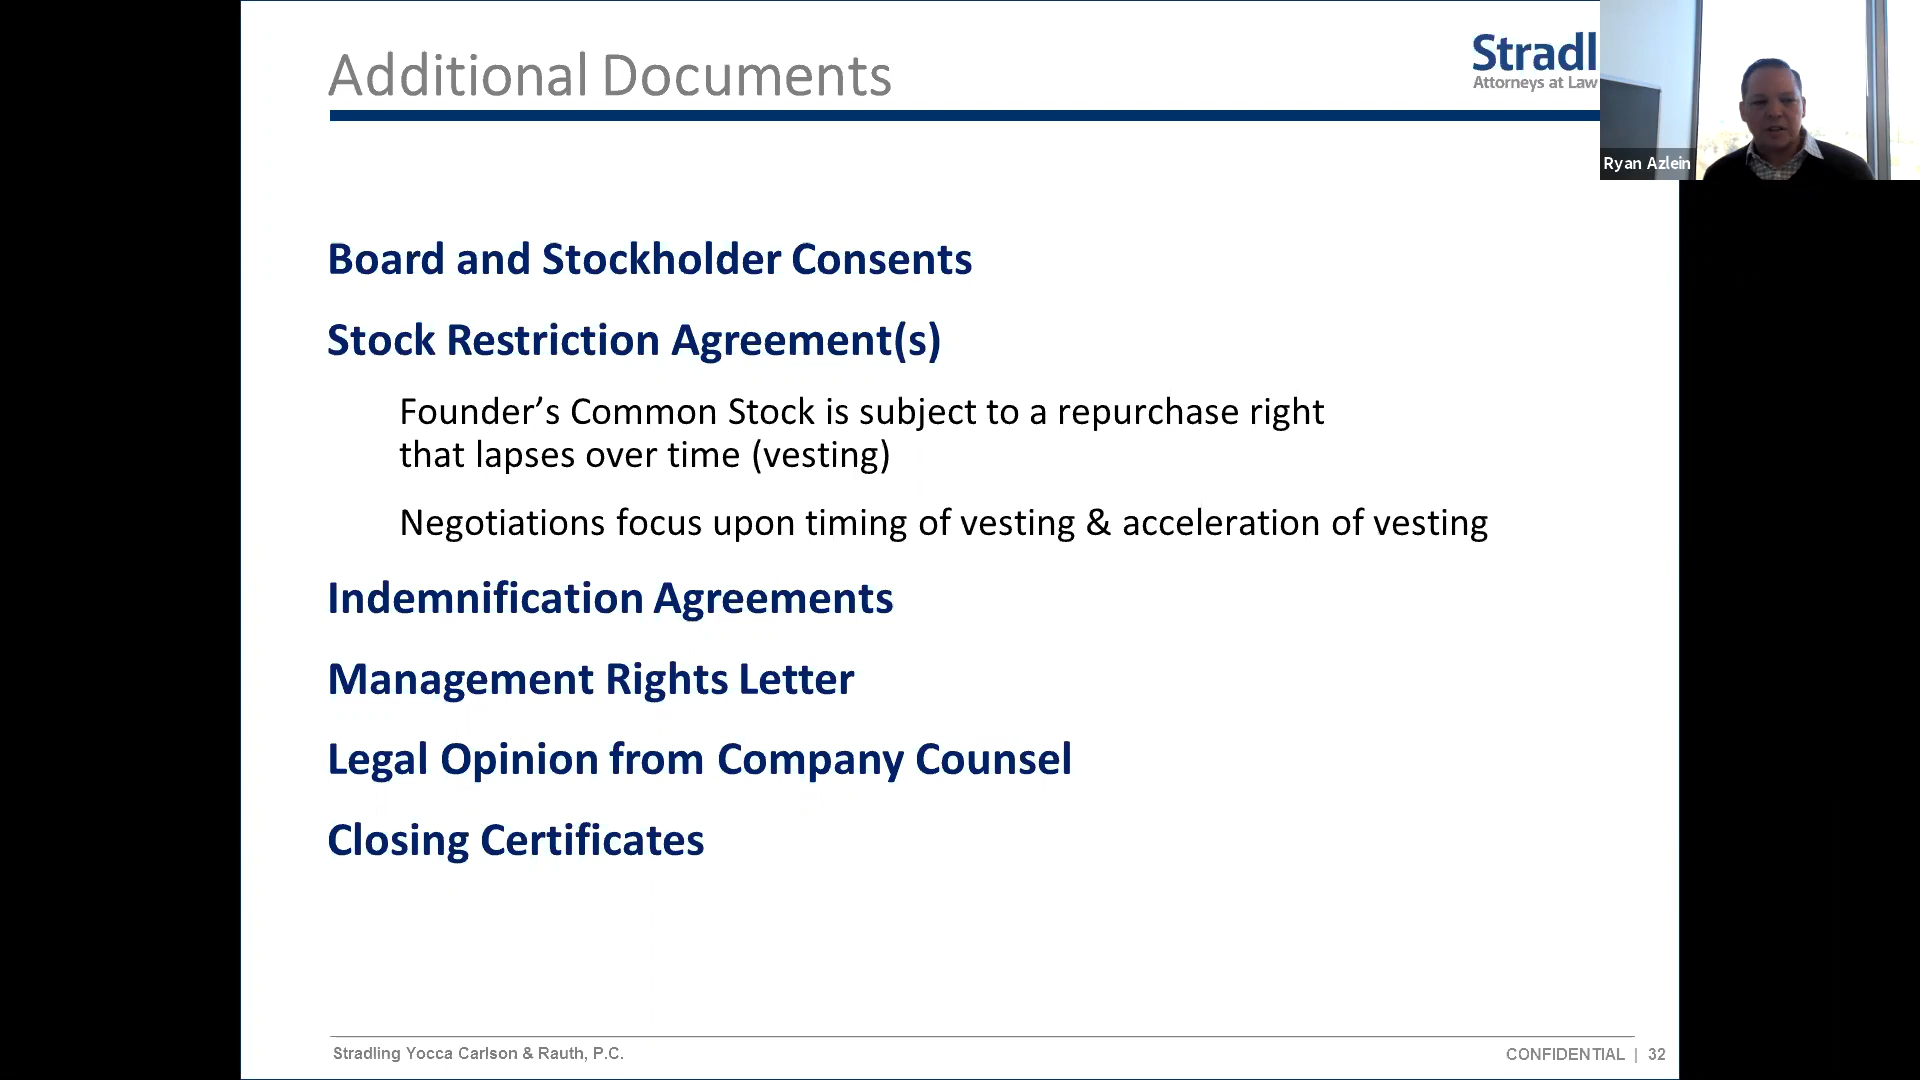 Additional Documents
Stradl
Attorneys at Law
Ryan Azlein
Board and Stockholder Consents
Stock Restriction Agreement(s)
Founder’s Common Stock is subject to a repurchase right
that lapses over time (vesting)
Negotiations focus upon timing of vesting & acceleration of vesting
Indemnification Agreements
Management Rights Letter
Legal Opinion from Company Counsel
Closing Certificates
Stradling Yocca Carlson & Rauth, P.C.
CONFIDENTIAL | 32